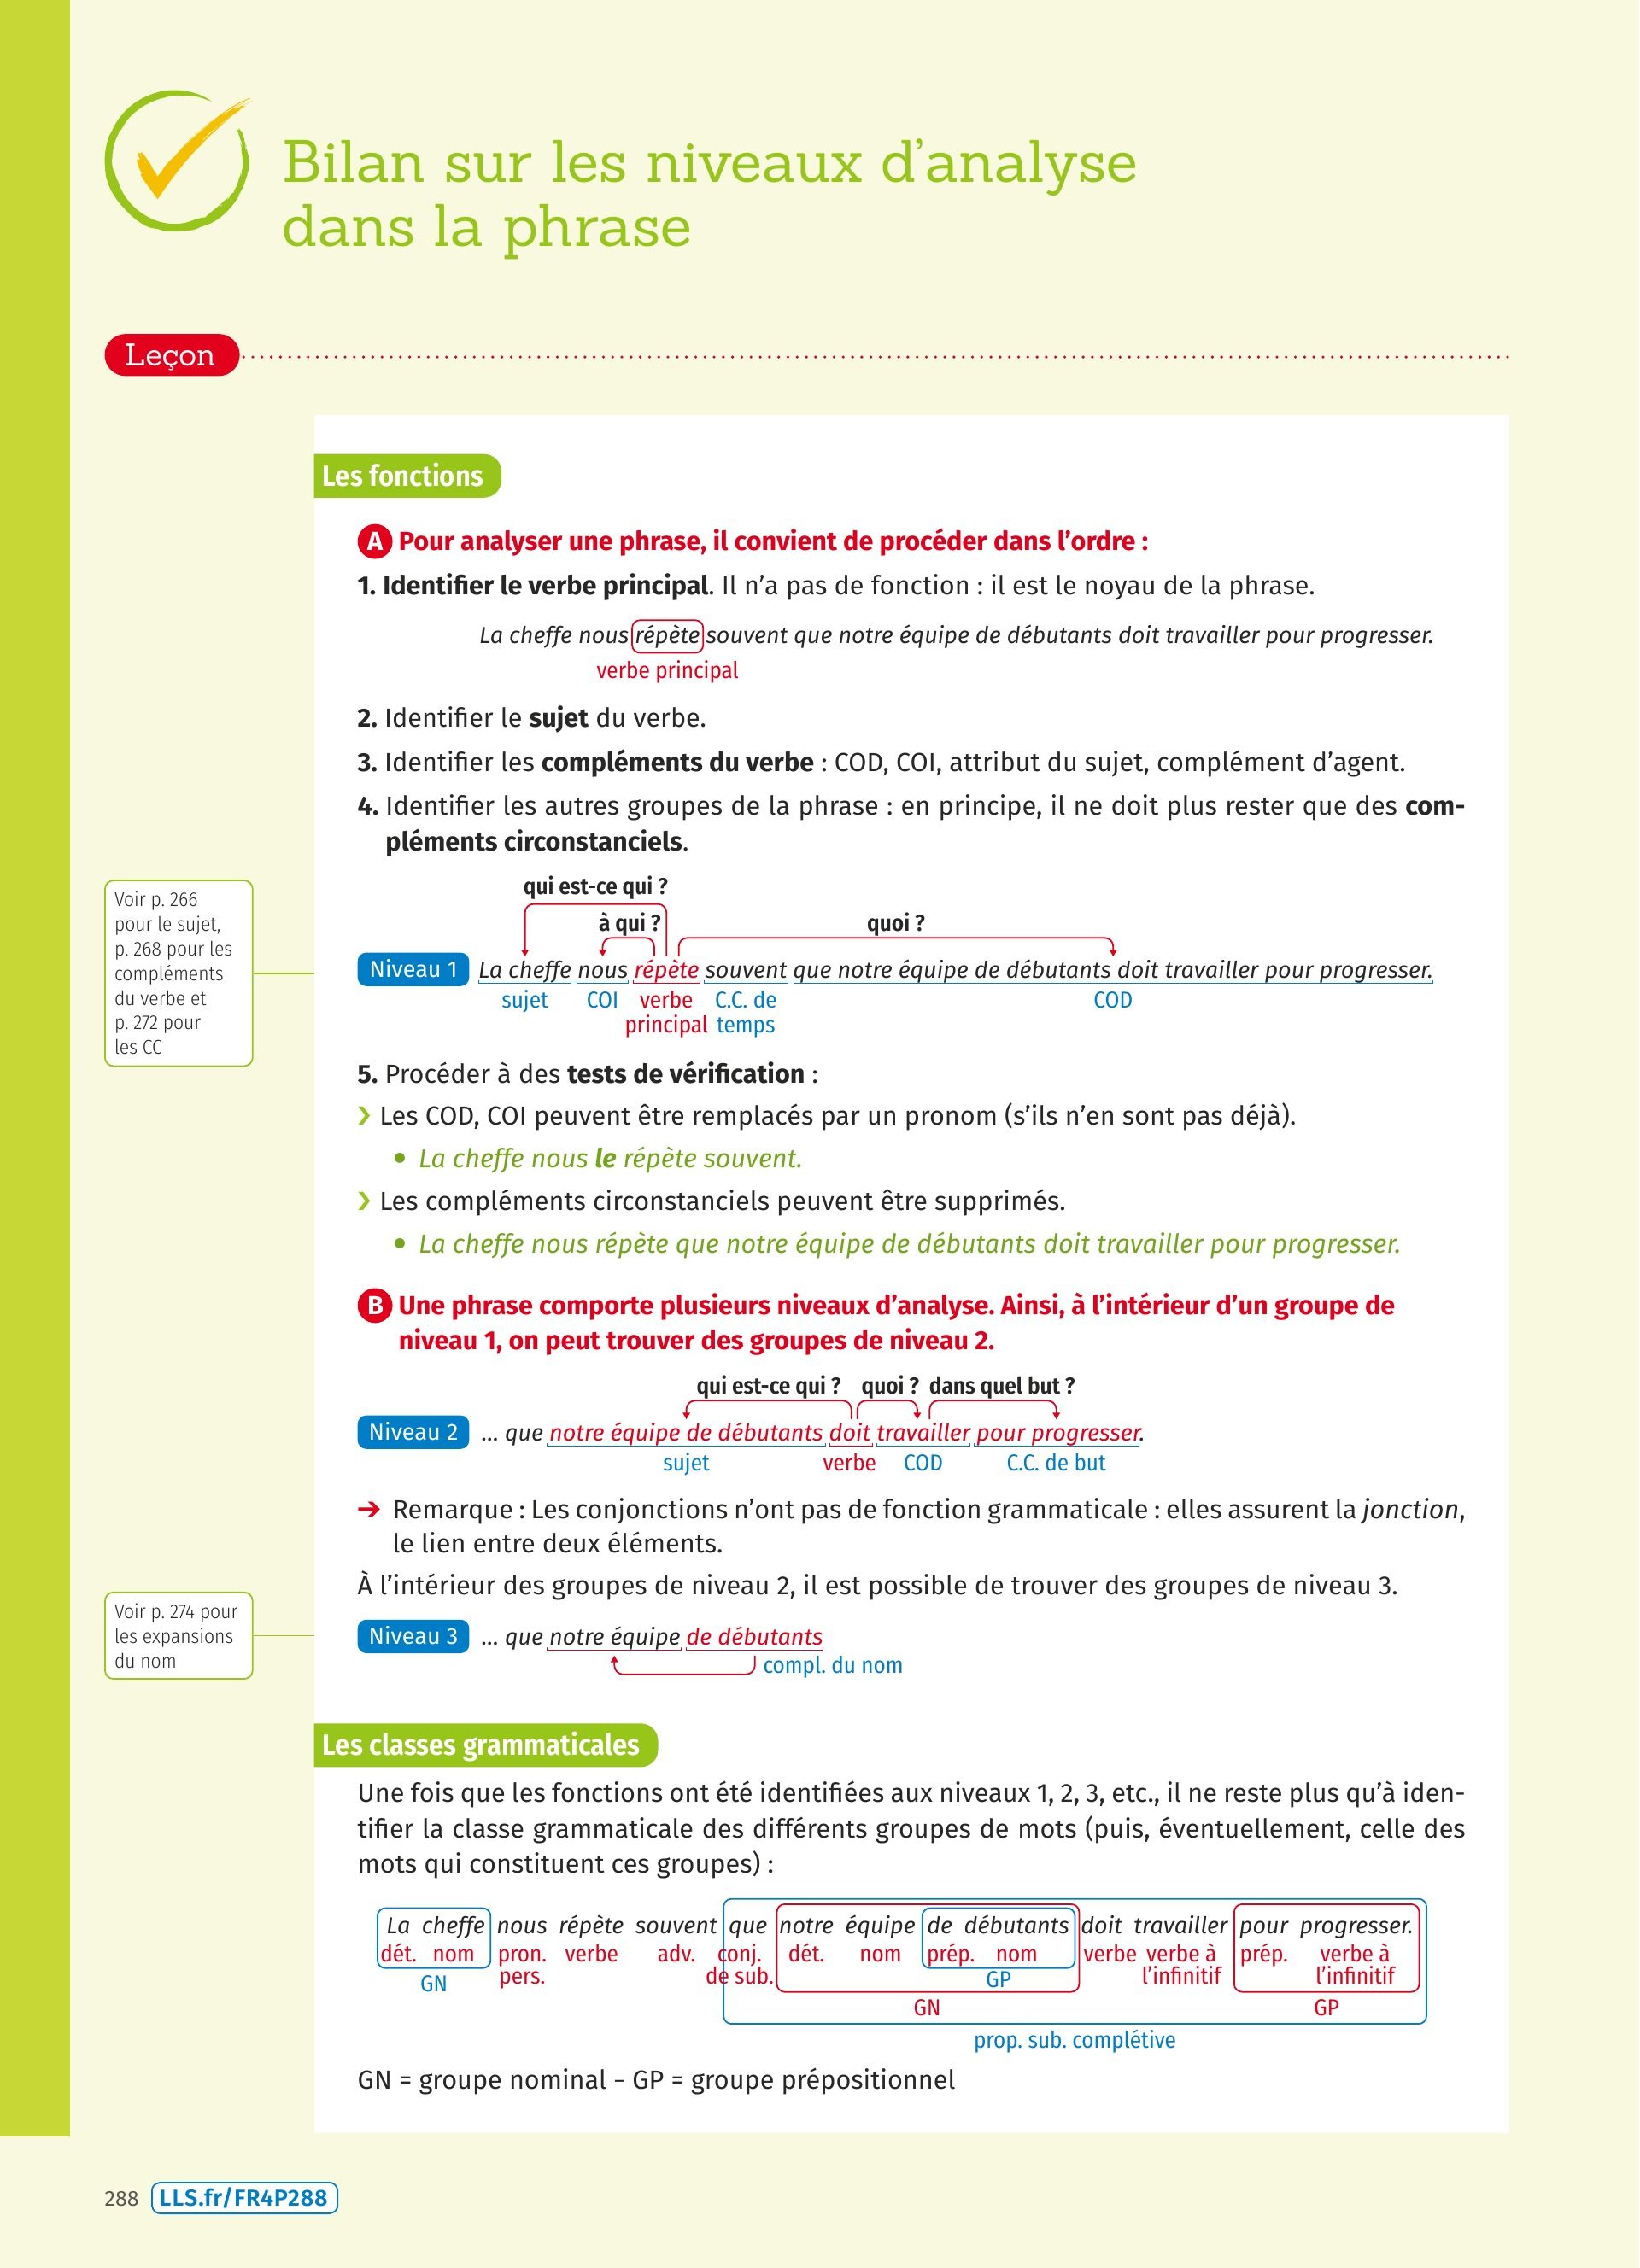 Bilan sur les niveaux d'analyse
dans la phrase
Leçon
Les fonctions
A Pour analyser une phrase, il convient de procéder dans l'ordre :
1. Identifier le verbe principal. Il n'a pas de fonction : il est le noyau de la phrase.
La cheffe nous répète souvent que notre équipe de débutants doit travailler pour progresser.
verbe principal
2. Identifier le sujet du verbe.
3. Identifier les compléments du verbe : COD, COI, attribut du sujet, complément d'agent.
4. Identifier les autres groupes de la phrase : en principe, il ne doit plus rester que des com-
pléments circonstanciels.
Voir p. 266
pour le sujet,
p. 268 pour les
compléments
du verbe et
p. 272 pour
les CC
qui est-ce qui ?
à qui ? quoi ?
Niveau 1 La cheffe nous répète souvent que notre équipe de débutants doit travailler pour progresser.
sujet COI verbe C.C. de COD
principal temps
5. Procéder à des tests de vérification :
› Les COD, COI peuvent être remplacés par un pronom (s'ils n'en sont pas déjà).
• La cheffe nous le répète souvent.
› Les compléments circonstanciels peuvent être supprimés.
• La cheffe nous répète que notre équipe de débutants doit travailler pour progresser.
B Une phrase comporte plusieurs niveaux d'analyse. Ainsi, à l'intérieur d'un groupe de
niveau 1, on peut trouver des groupes de niveau 2.
qui est-ce qui ? quoi ? dans quel but ?
Niveau 2 ... que notre équipe de débutants doit travailler pour progresser.
sujet verbe COD C.C. de but
➔ Remarque : Les conjonctions n'ont pas de fonction grammaticale : elles assurent la jonction,
le lien entre deux éléments.
À l'intérieur des groupes de niveau 2, il est possible de trouver des groupes de niveau 3.
Voir p. 274 pour
les expansions
du nom
Niveau 3 ... que notre équipe de débutants
compl. du nom
Les classes grammaticales
Une fois que les fonctions ont été identifiées aux niveaux 1, 2, 3, etc., il ne reste plus qu'à iden-
tifier la classe grammaticale des différents groupes de mots (puis, éventuellement, celle des
mots qui constituent ces groupes) :
La cheffe nous répète souvent que notre équipe de débutants doit travailler pour progresser.
dét. nom pron. verbe adv. conj. dét. nom prép. nom verbe verbe à prép. verbe à
GN pers. de sub. GP l'infinitif l'infinitif
GN GP
prop. sub. complétive
GN = groupe nominal – GP = groupe prépositionnel
288 LLS.fr/FR4P288